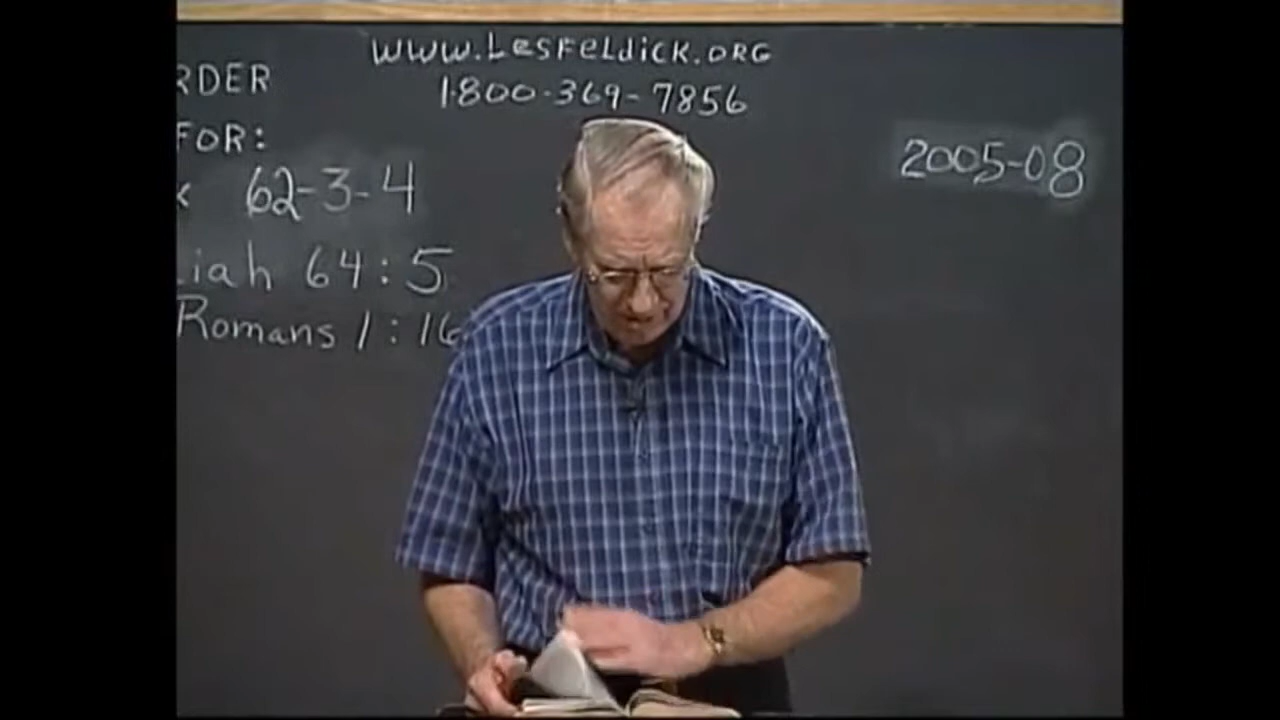 www.LesFeldick.ORG
1-800-369-7856
RDER
FOR:
2005-08
K 62-3-4
iah 64:5
Romans 1:16